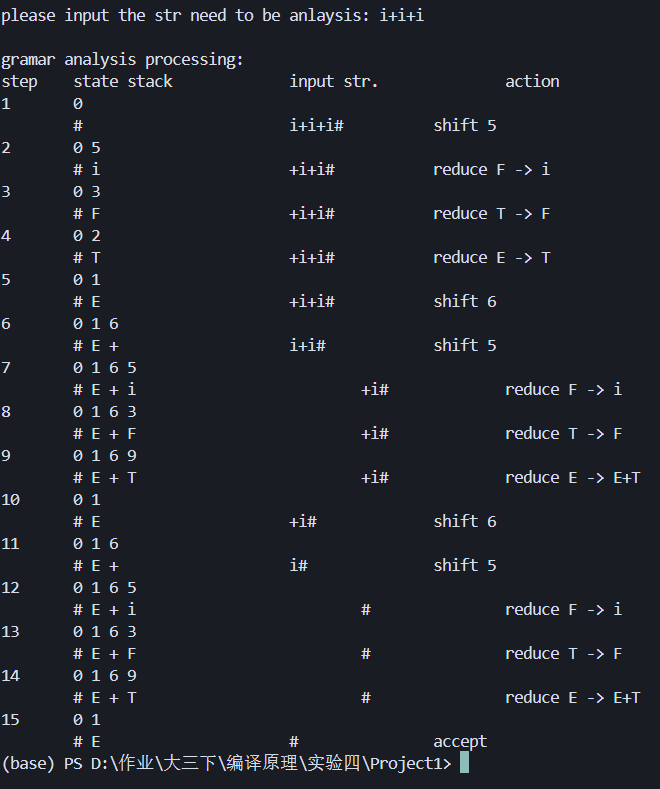 please input the str need to be anlaysis: i+i+i
gramar analysis processing:
step state stack input str. action
1 0
# i+i+i# shift 5
2 0 5
# i +i+i# reduce F -> i
3 0 3
# F +i+i# reduce T -> F
4 0 2
# T +i+i# reduce E -> T
5 0 1
# E +i+i# shift 6
6 0 1 6
# E + i+i# shift 5
7 0 1 6 5
# E + i +i# reduce F -> i
8 0 1 6 3
# E + F +i# reduce T -> F
9 0 1 6 9
# E + T +i# reduce E -> E+T
10 0 1
# E +i# shift 6
11 0 1 6
# E + i# shift 5
12 0 1 6 5
# E + i # reduce F -> i
13 0 1 6 3
# E + F # reduce T -> F
14 0 1 6 9
# E + T # reduce E -> E+T
15 0 1
# E # accept
(base) PS D:\作业\大三下\编译原理\实验四\Project1>